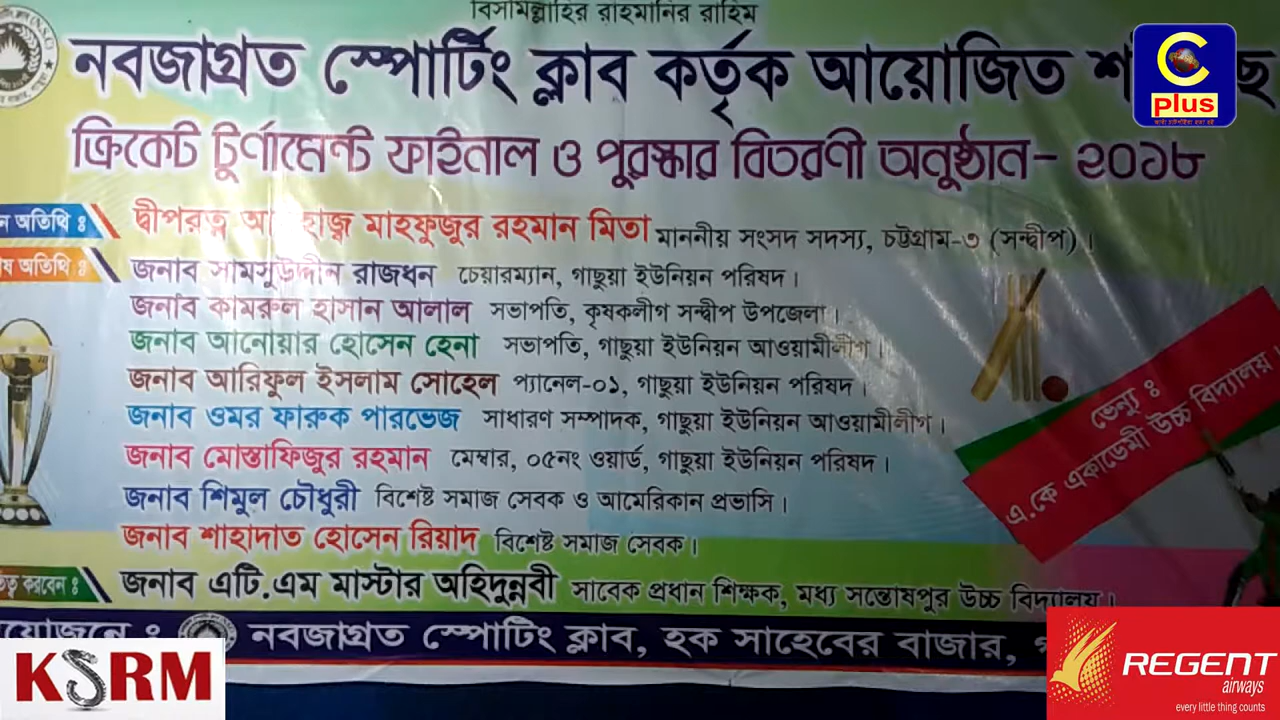 বিসমিল্লাহির রাহমানির রাহিম
নবজাগ্রত স্পোর্টিং ক্লাব কর্তৃক আয়োজিত
ক্রিকেট টুর্ণামেন্ট ফাইনাল ও পুরস্কার বিতরণী অনুষ্ঠান- ২০১৮
অতিথি ঃ দ্বীপরত্ন মাহফুজুর রহমান মিতা মাননীয় সংসদ সদস্য, চট্টগ্রাম-৩ (সন্দ্বীপ)।
অতিথি ঃ জনাব সামসুউদ্দীন রাজধন চেয়ারম্যান, গাছুয়া ইউনিয়ন পরিষদ।
জনাব কামরুল হাসান আলাল সভাপতি, কৃষকলীগ সন্দ্বীপ উপজেলা।
জনাব আনোয়ার হোসেন হেনা সভাপতি, গাছুয়া ইউনিয়ন আওয়ামীলীগ।
জনাব আরিফুল ইসলাম সোহেল প্যানেল-০১, গাছুয়া ইউনিয়ন পরিষদ।
জনাব ওমর ফারুক পারভেজ সাধারণ সম্পাদক, গাছুয়া ইউনিয়ন আওয়ামীলীগ।
জনাব মোস্তাফিজুর রহমান মেম্বার, ০৫নং ওয়ার্ড, গাছুয়া ইউনিয়ন পরিষদ।
জনাব শিমুল চৌধুরী বিশেষ্ট সমাজ সেবক ও আমেরিকান প্রভাসি।
জনাব শাহাদাত হোসেন রিয়াদ বিশেষ্ট সমাজ সেবক।
করবেন ঃ জনাব এটি.এম মাস্টার অহিদুন্নবী সাবেক প্রধান শিক্ষক, মধ্য সন্তোষপুর উচ্চ বিদ্যালয়।
নবজাগ্রত স্পোটিং ক্লাব, হক সাহেবের বাজার,
ভেন্যু ঃ
এ.কে একাডেমী উচ্চ বিদ্যালয়।
C
plus
KSRM
REGENT
airways
every little thing counts